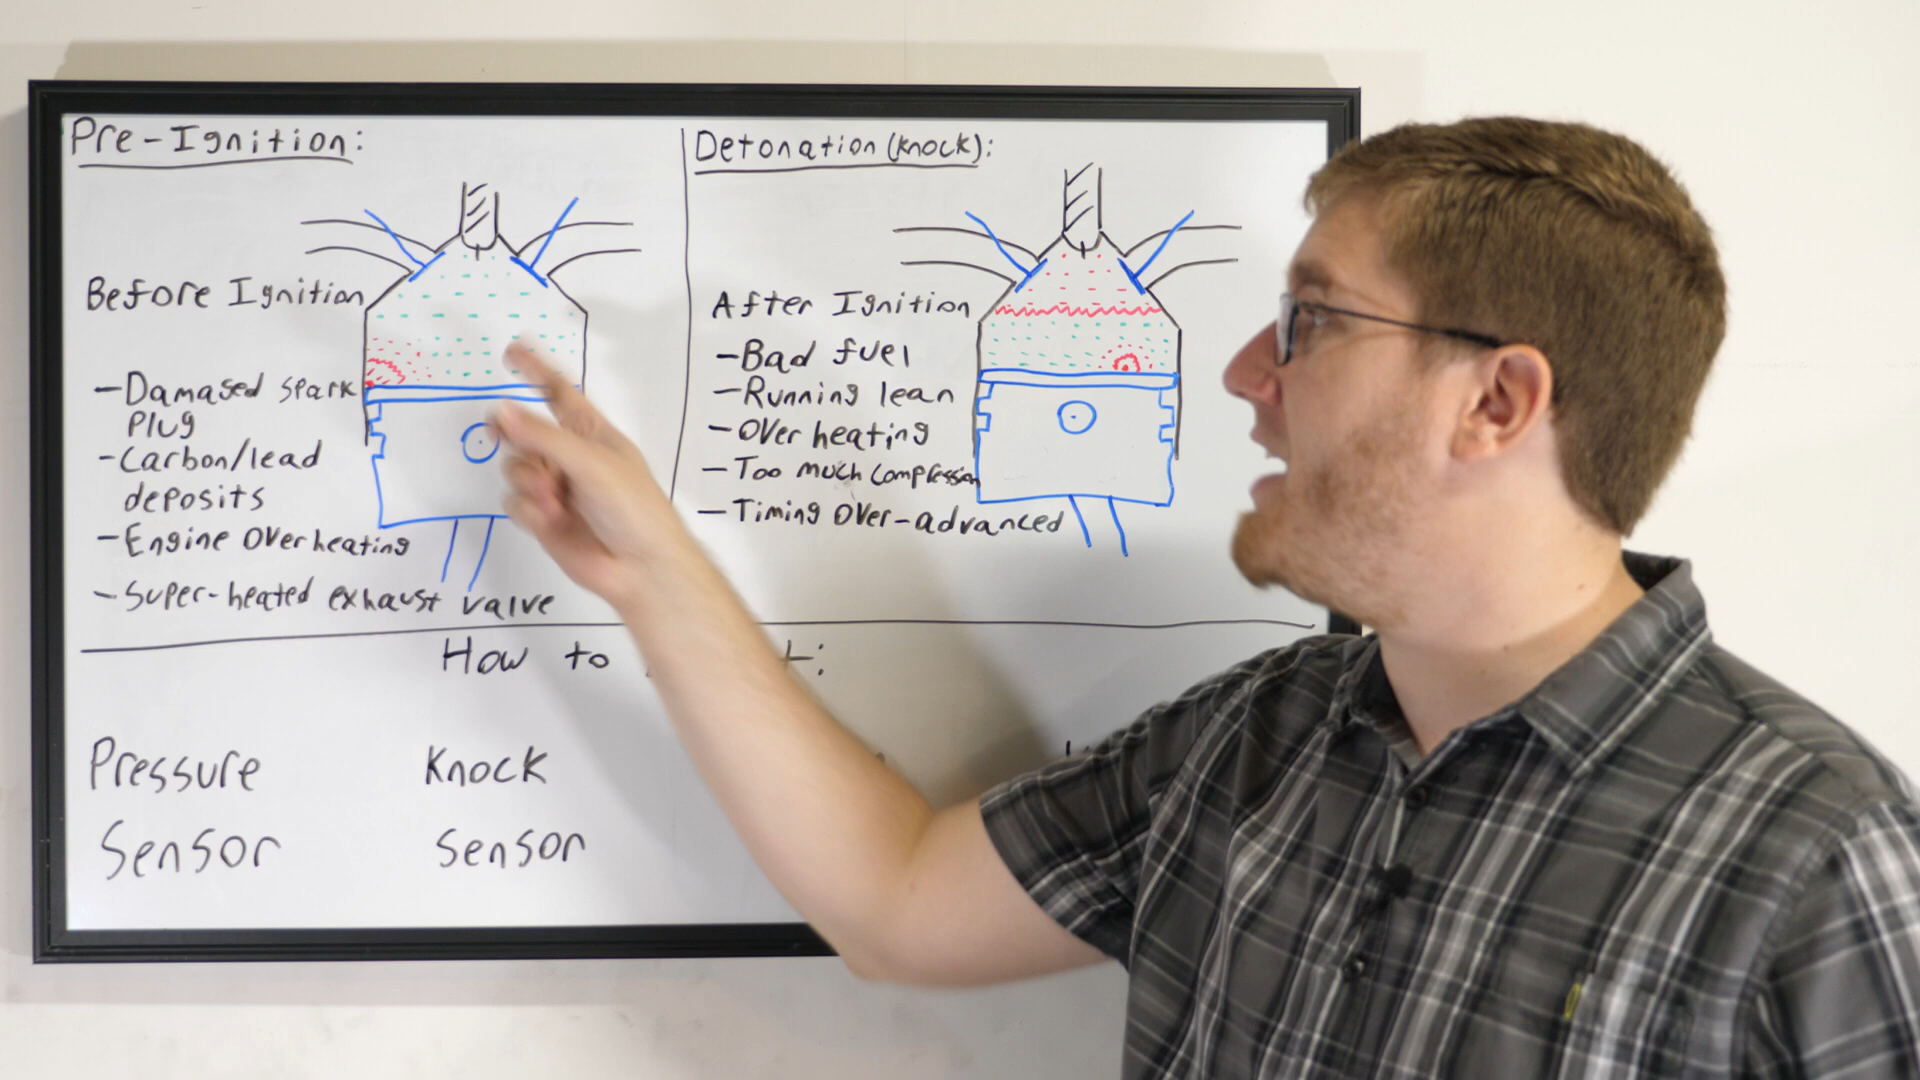 Pre-Ignition:
Before Ignition
-Damaged spark
Plug
-Carbon/lead
deposits
-Engine Overheating
-Super-heated exhaust valve
Detonation (knock):
After Ignition
-Bad fuel
-Running lean
-Over heating
-Too much compression
-Timing Over-advanced
How to
Pressure
Sensor
Knock
Sensor